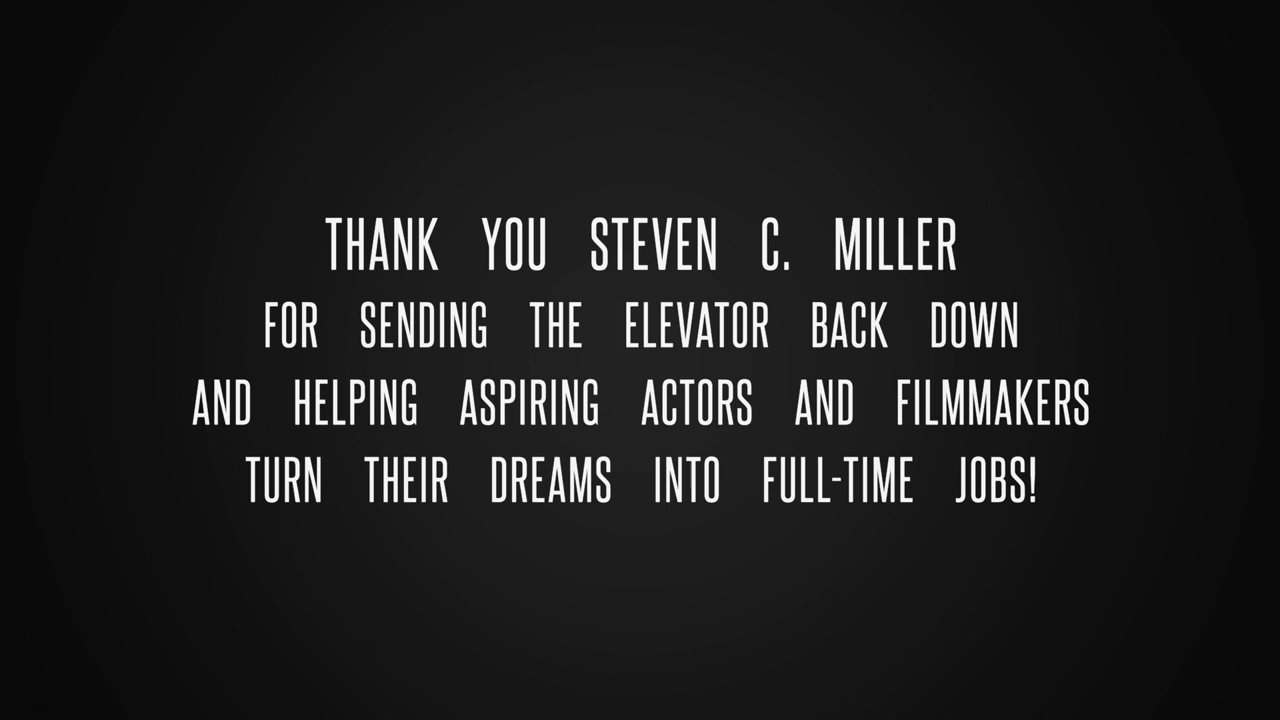 THANK YOU STEVEN C. MILLER
FOR SENDING THE ELEVATOR BACK DOWN
AND HELPING ASPIRING ACTORS AND FILMMAKERS
TURN THEIR DREAMS INTO FULL-TIME JOBS!